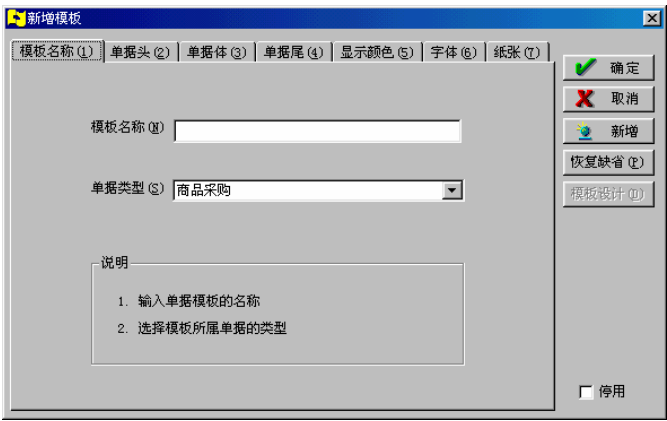 新增模板
模板名称(1) 单据头(2) 单据体(3) 单据尾(4) 显示颜色(5) 字体(6) 纸张(7)
确定
取消
模板名称(N)
新增
恢复缺省(P)
单据类型(S) 商品采购
模板设计(D)
说明
1. 输入单据模板的名称
2. 选择模板所属单据的类型
停用